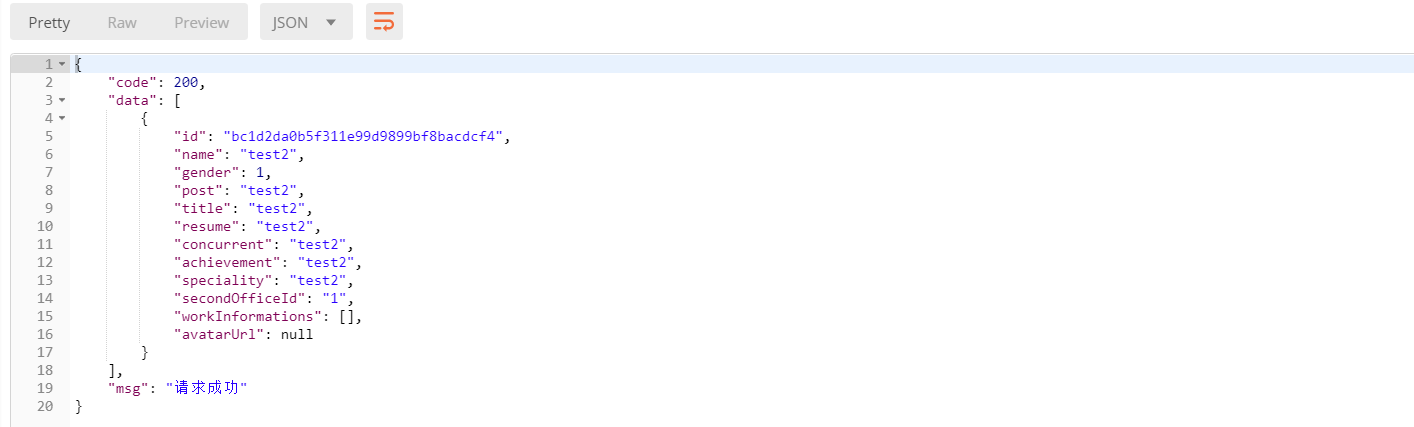 Pretty Raw Preview JSON
1 {
2 "code": 200,
3 "data": [
4 {
5 "id": "bc1d2da0b5f311e99d9899bf8bacdcf4",
6 "name": "test2",
7 "gender": 1,
8 "post": "test2",
9 "title": "test2",
10 "resume": "test2",
11 "concurrent": "test2",
12 "achievement": "test2",
13 "speciality": "test2",
14 "secondOfficeId": "1",
15 "workInformations": [],
16 "avatarUrl": null
17 }
18 ],
19 "msg": "请求成功"
20 }